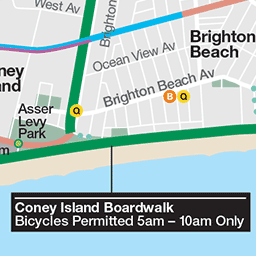 West Av
Brighton
Ocean View Av
Brighton
Beach
Brighton Beach Av
ney
and
Asser
Levy
Park
Q
B
Q
m
Coney Island Boardwalk
Bicycles Permitted 5am – 10am Only